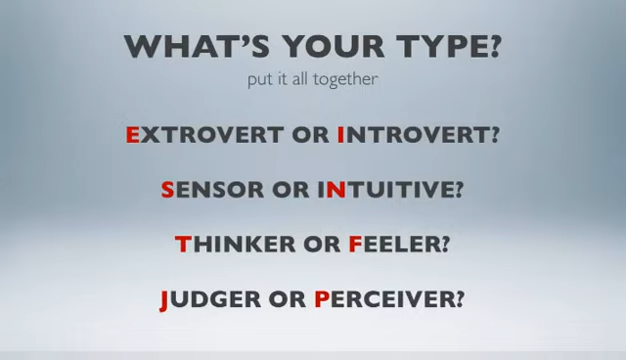 WHAT'S YOUR TYPE?
put it all together
EXTROVERT OR INTROVERT?
SENSOR OR INTUITIVE?
THINKER OR FEELER?
JUDGER OR PERCEIVER?